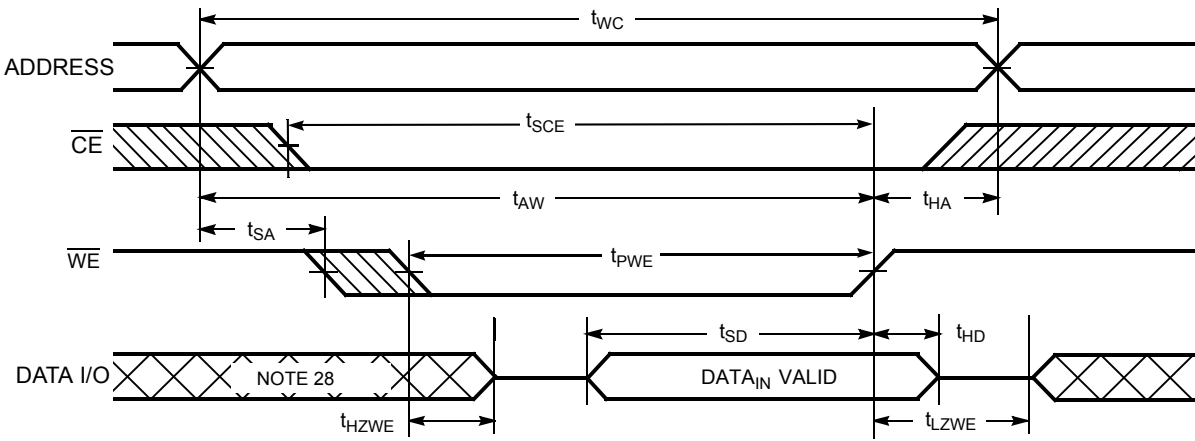 tWC
ADDRESS
CE
tSCE
tAW
tHA
tSA
WE
tPWE
tSD
tHD
DATA I/O
NOTE 28
DATAIN VALID
tHZWE
tLZWE